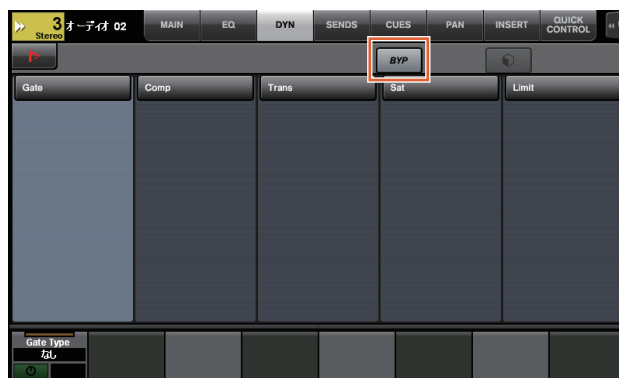 3 オーディオ 02
Stereo
MAIN EQ DYN SENDS CUES PAN INSERT QUICK CONTROL
BYP
Gate Comp Trans Sat Limit
Gate Type
なし